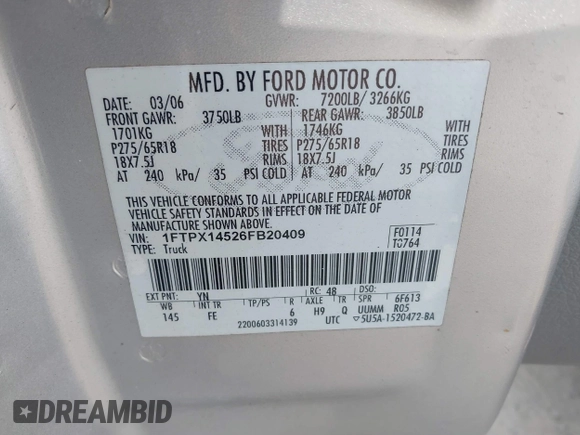 MFD. BY FORD MOTOR CO.
DATE: 03/06 GVWR: 7200LB/ 3266KG
FRONT GAWR: 3750LB REAR GAWR: 3850LB
1701KG 1746KG
P275/65R18 TIRES P275/65R18 TIRES
18X7.5J RIMS 18X7.5J RIMS
AT 240 kPa/ 35 PSI COLD AT 240 kPa/ 35 PSI COLD
THIS VEHICLE CONFORMS TO ALL APPLICABLE FEDERAL MOTOR
VEHICLE SAFETY STANDARDS IN EFFECT ON THE DATE OF
MANUFACTURE SHOWN ABOVE.
VIN: 1FTPX14526FB20409 F0114
TYPE: Truck T0764
EXT PNT: YN RC: 48 DSO:
WB INT TP/PS R AXLE TR SPR 6F613
145 FE 6 H9 Q UUMM R05
2200603314139 UTC ▽5U5A-1520472-BA
DREAMBID